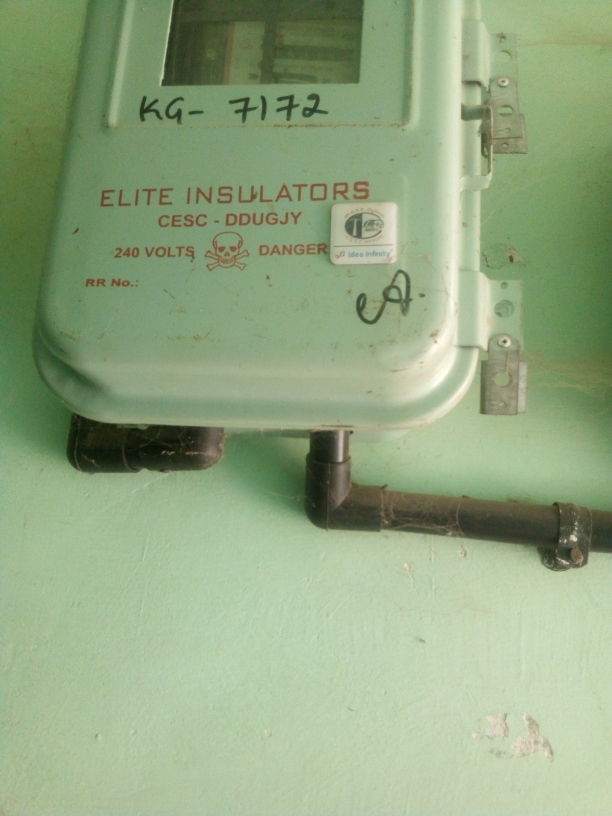 KG- 7172
ELITE INSULATORS
CESC - DDUGJY
240 VOLTS DANGER
idea infinity
RR No.: